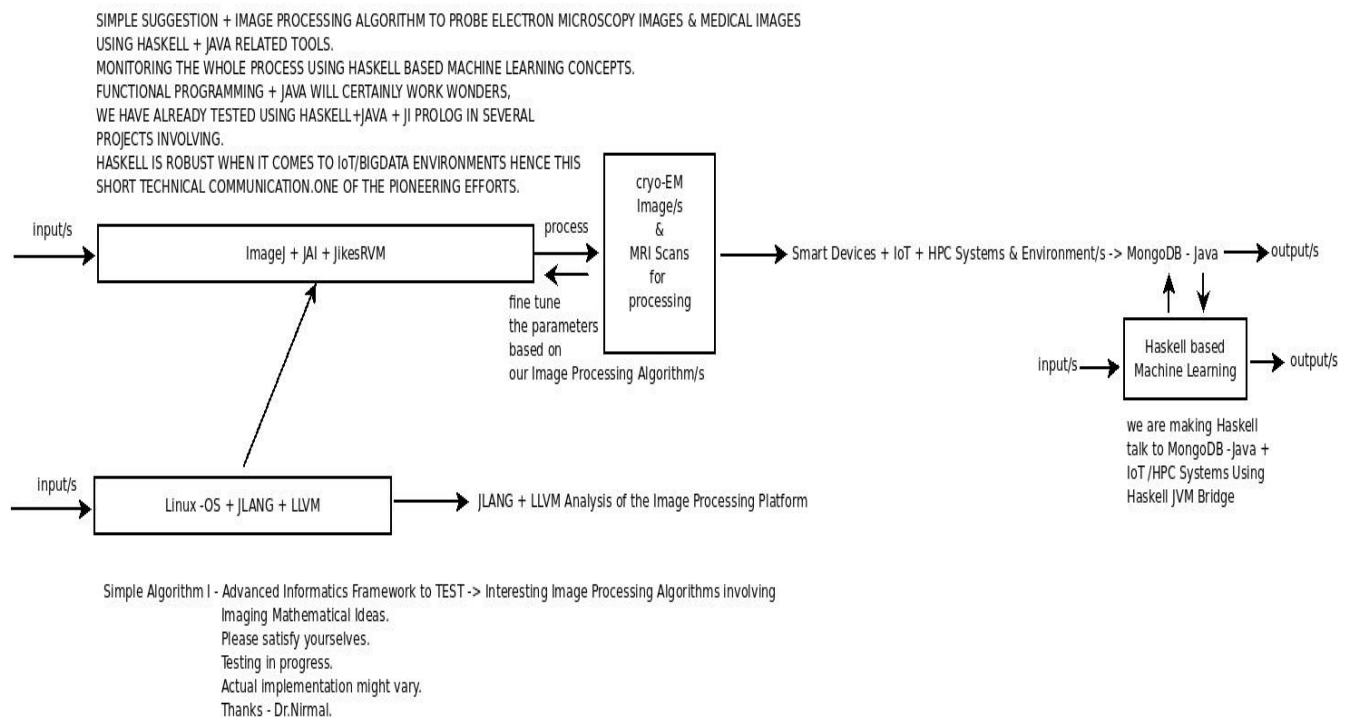 SIMPLE SUGGESTION + IMAGE PROCESSING ALGORITHM TO PROBE ELECTRON MICROSCOPY IMAGES & MEDICAL IMAGES
USING HASKELL + JAVA RELATED TOOLS.
MONITORING THE WHOLE PROCESS USING HASKELL BASED MACHINE LEARNING CONCEPTS.
FUNCTIONAL PROGRAMMING + JAVA WILL CERTAINLY WORK WONDERS,
WE HAVE ALREADY TESTED USING HASKELL+JAVA + JI PROLOG IN SEVERAL
PROJECTS INVOLVING.
HASKELL IS ROBUST WHEN IT COMES TO IoT/BIGDATA ENVIRONMENTS HENCE THIS
SHORT TECHNICAL COMMUNICATION.ONE OF THE PIONEERING EFFORTS.
input/s
ImageJ + JAI + JikesRVM
process
fine tune
the parameters
based on
our Image Processing Algorithm/s
cryo-EM
Image/s
&
MRI Scans
for
processing
Smart Devices + IoT + HPC Systems & Environment/s -> MongoDB - Java
output/s
input/s
Haskell based
Machine Learning
output/s
we are making Haskell
talk to MongoDB -Java +
IoT /HPC Systems Using
Haskell JVM Bridge
input/s
Linux -OS + JLANG + LLVM
JLANG + LLVM Analysis of the Image Processing Platform
Simple Algorithm I - Advanced Informatics Framework to TEST -> Interesting Image Processing Algorithms involving
Imaging Mathematical Ideas.
Please satisfy yourselves.
Testing in progress.
Actual implementation might vary.
Thanks - Dr.Nirmal.